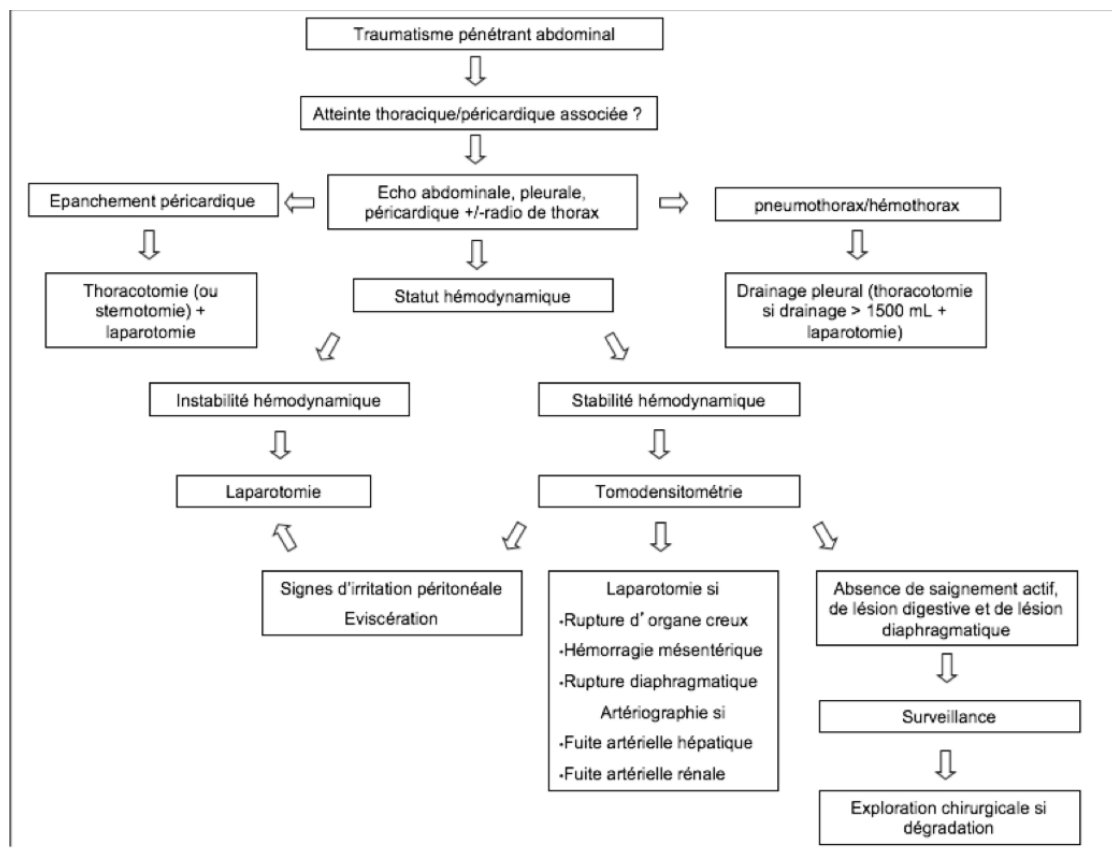 Traumatisme pénétrant abdominal
Atteinte thoracique/péricardique associée ?
Epanchement péricardique
Echo abdominale, pleurale,
péricardique +/-radio de thorax
pneumothorax/hémothorax
Thoracotomie (ou
sternotomie) +
laparotomie
Statut hémodynamique
Drainage pleural (thoracotomie
si drainage > 1500 mL +
laparotomie)
Instabilité hémodynamique
Stabilité hémodynamique
Laparotomie
Tomodensitométrie
Signes d'irritation péritonéale
Eviscération
Laparotomie si
•Rupture d' organe creux
•Hémorragie mésentérique
•Rupture diaphragmatique
Artériographie si
•Fuite artérielle hépatique
•Fuite artérielle rénale
Absence de saignement actif,
de lésion digestive et de lésion
diaphragmatique
Surveillance
Exploration chirurgicale si
dégradation